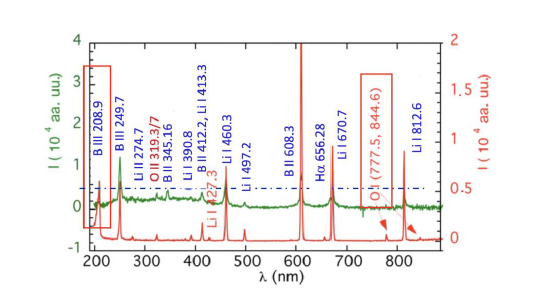 4
3
2
1
0
-1
I (10 4 aa. uu.)
B III 208.9
B III 249.7
Li II 274.7
O II 319.3/7
B II 345.16
Li I 390.8
B II 412.2, Li I 413.3
Li I 427.3
Li I 460.3
Li I 497.2
B II 608.3
Hα 656.28
Li I 670.7
O I (777.5, 844.6)
Li I 812.6
2
1.5
1
0.5
0
I (10 4 aa. uu.)
200 300 400 500 600 700 800
λ (nm)